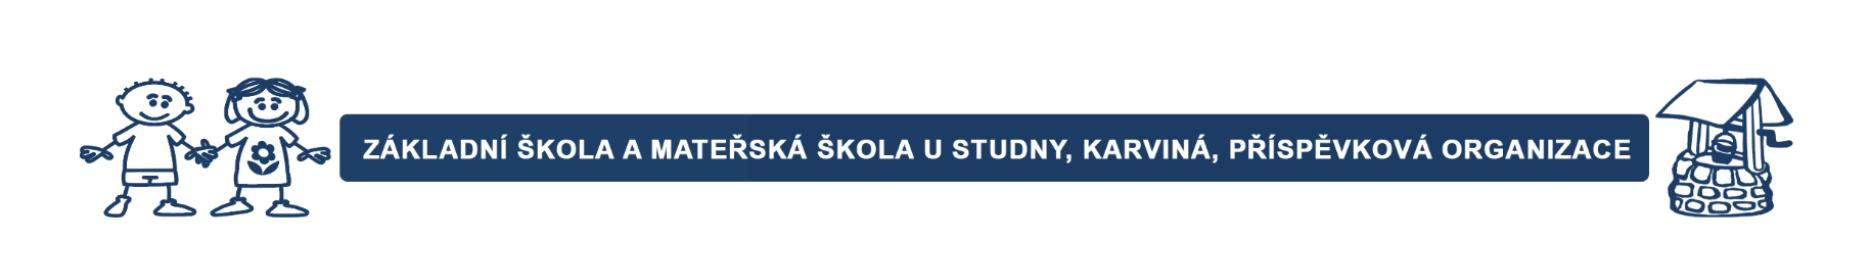 ZÁKLADNÍ ŠKOLA A MATEŘSKÁ ŠKOLA U STUDNY, KARVINÁ, PŘÍSPĚVKOVÁ ORGANIZACE